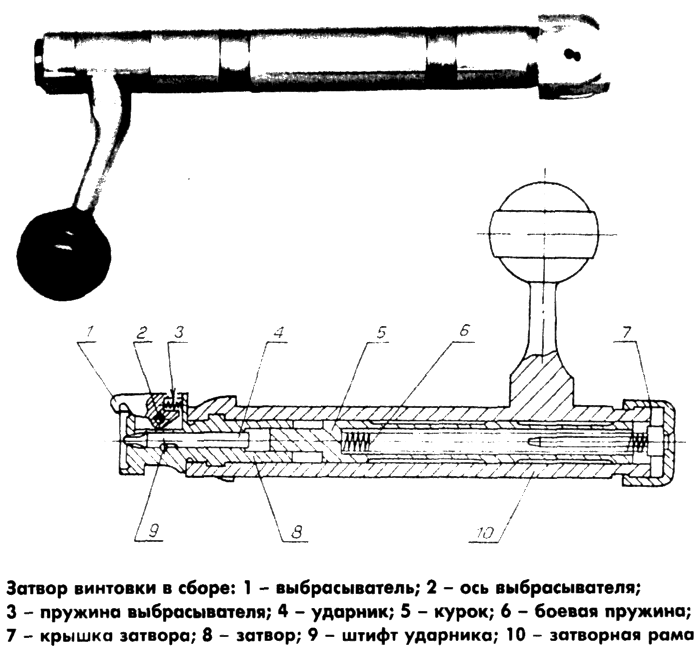 1 2 3 4 5 6 7
9 8 10
Затвор винтовки в сборе: 1 – выбрасыватель; 2 – ось выбрасывателя;
3 – пружина выбрасывателя; 4 – ударник; 5 – курок; 6 – боевая пружина;
7 – крышка затвора; 8 – затвор; 9 – штифт ударника; 10 – затворная рама